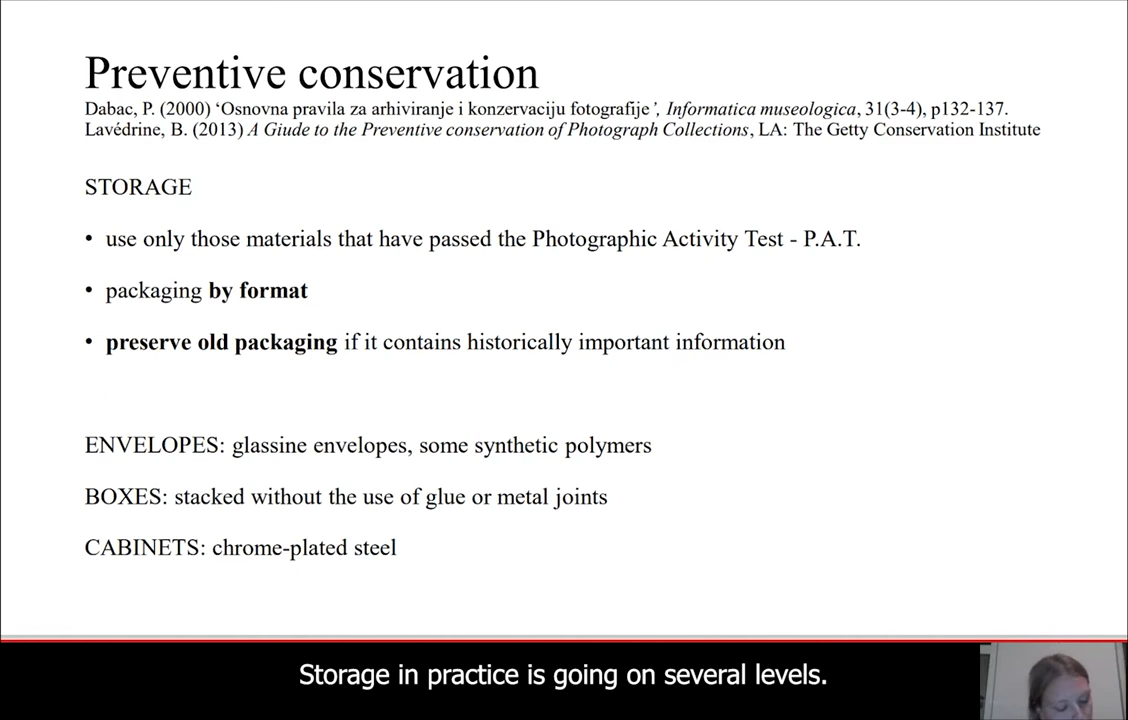 Preventive conservation
Dabac, P. (2000) ‘Osnovna pravila za arhiviranje i konzervaciju fotografije’, Informatica museologica, 31(3-4), p132-137.
Lavédrine, B. (2013) A Giude to the Preventive conservation of Photograph Collections, LA: The Getty Conservation Institute
STORAGE
• use only those materials that have passed the Photographic Activity Test - P.A.T.
• packaging by format
• preserve old packaging if it contains historically important information
ENVELOPES: glassine envelopes, some synthetic polymers
BOXES: stacked without the use of glue or metal joints
CABINETS: chrome-plated steel
Storage in practice is going on several levels.